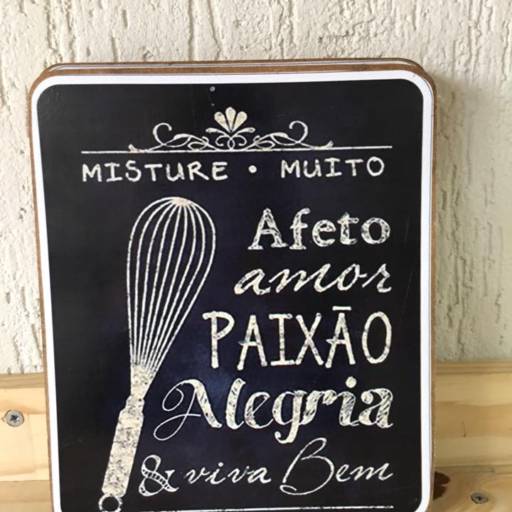 MISTURE • MUITO
Afeto
amor
PAIXÃO
Alegria
& viva Bem